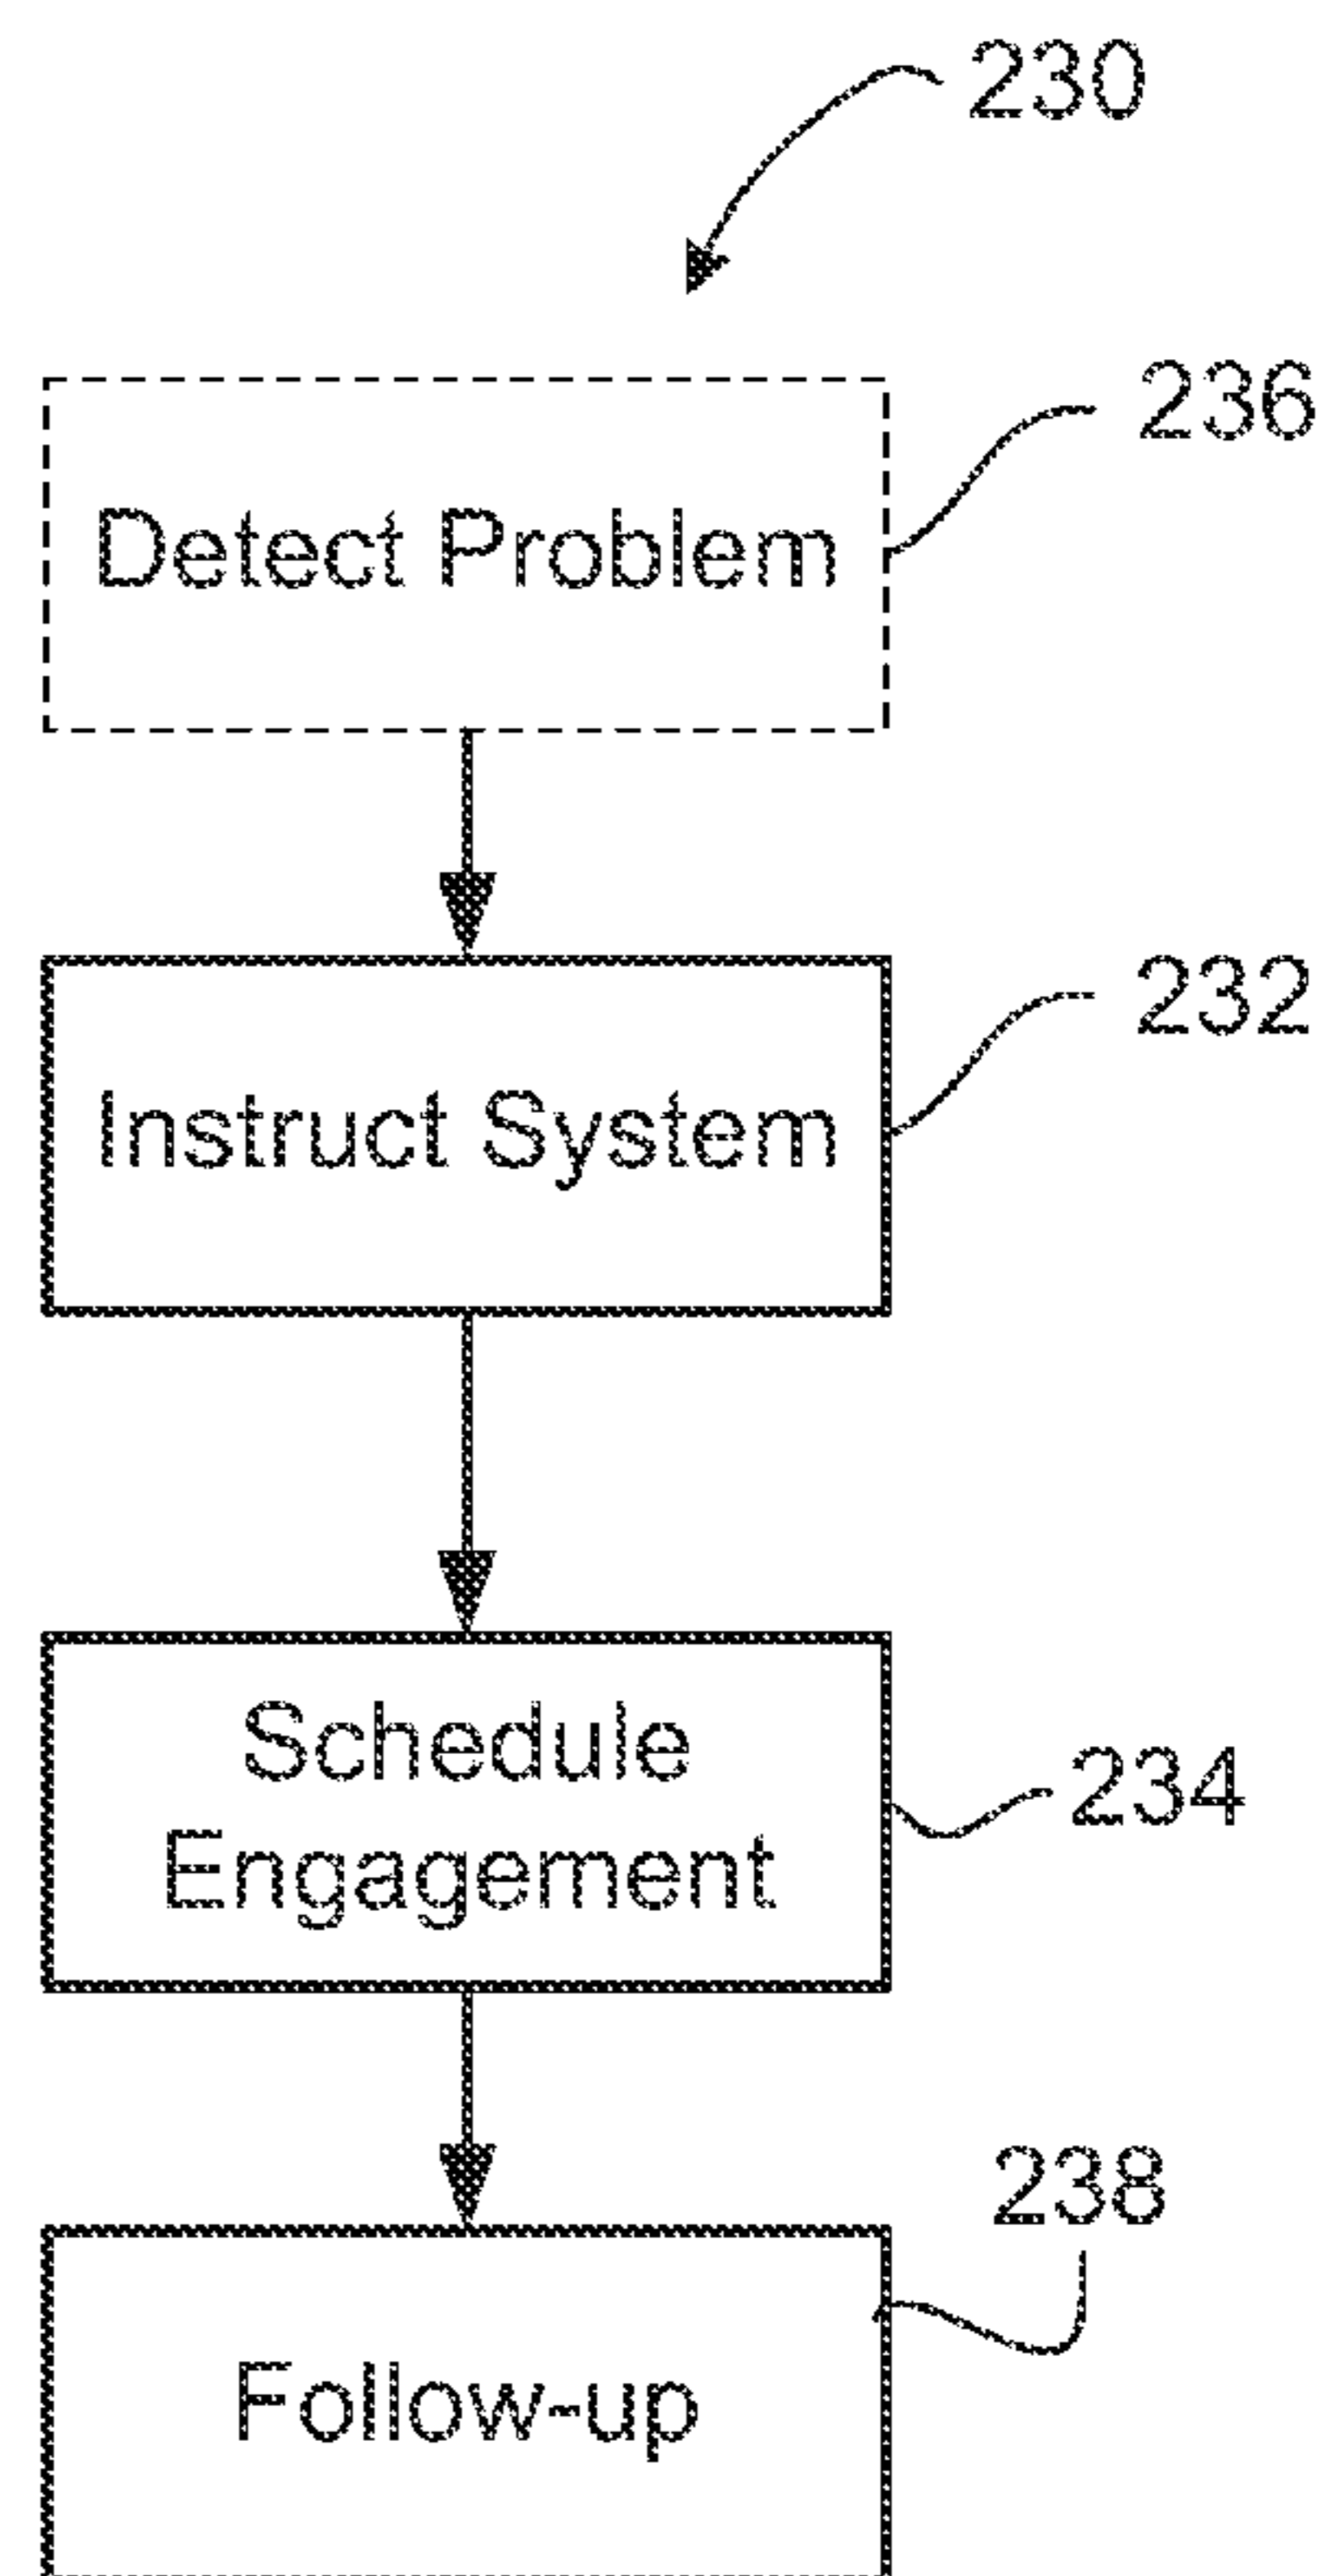 230
236
Detect Problem
232
Instruct System
Schedule
Engagement
234
238
Follow-up